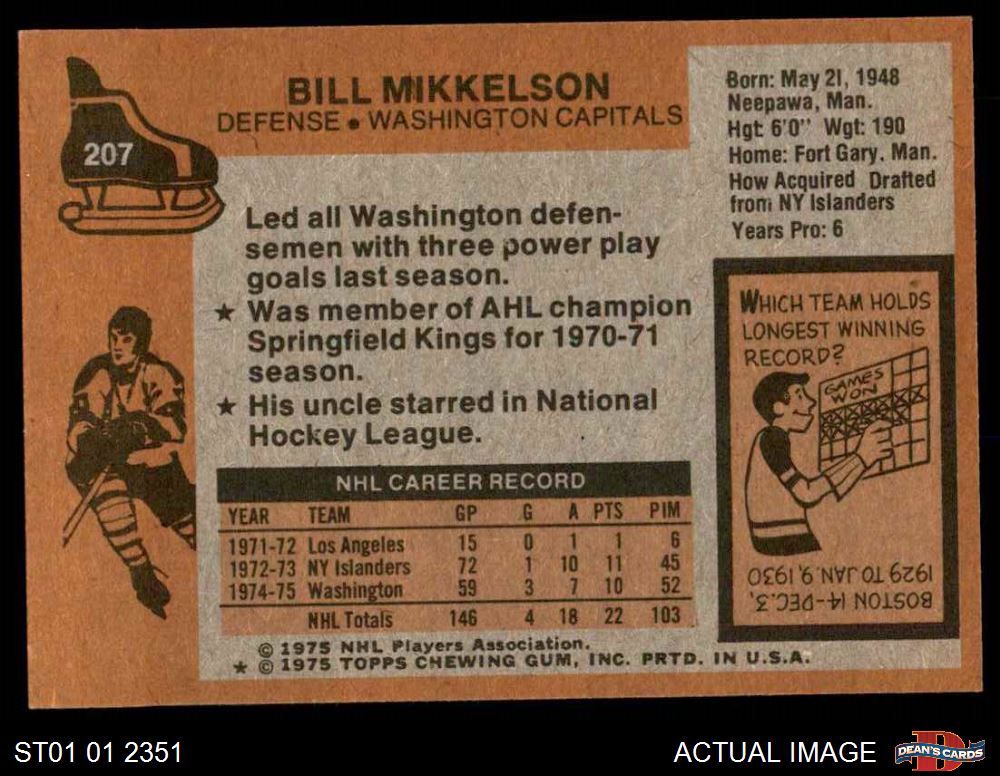 207
BILL MIKKELSON
DEFENSE • WASHINGTON CAPITALS
Born: May 21, 1948
Neepawa, Man.
Hgt: 6'0" Wgt: 190
Home: Fort Gary, Man.
How Acquired Drafted
from NY Islanders
Years Pro: 6
Led all Washington defen-
semen with three power play
goals last season.
★ Was member of AHL champion
Springfield Kings for 1970-71
season.
★ His uncle starred in National
Hockey League.
NHL CAREER RECORD
YEAR TEAM GP G A PTS PIM
1971-72 Los Angeles 15 0 1 1 6
1972-73 NY Islanders 72 1 10 11 45
1974-75 Washington 59 3 7 10 52
NHL Totals 146 4 18 22 103
© 1975 NHL Players Association.
★ © 1975 TOPPS CHEWING GUM, INC. PRTD. IN U.S.A.
WHICH TEAM HOLDS
LONGEST WINNING
RECORD?
GAMES
WON
BOSTON 14-DEC.3,
1929 TO JAN.9, 1930
ST01 01 2351
ACTUAL IMAGE
D
DEAN'S CARDS